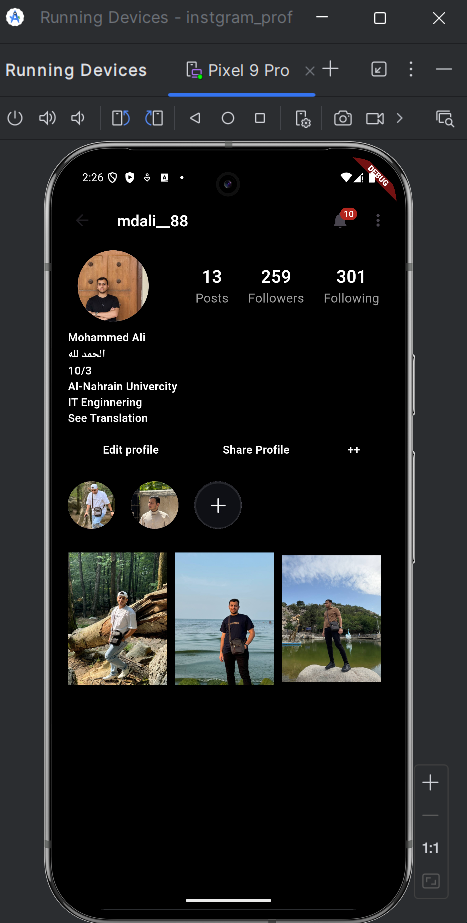 Running Devices - instgram_prof
Running Devices
Pixel 9 Pro
2:26
DEBUG
mdali__88
10
13
259
301
Posts
Followers
Following
Mohammed Ali
الحمد لله
10/3
Al-Nahrain Univercity
IT Enginnering
See Translation
Edit profile
Share Profile
++
1:1